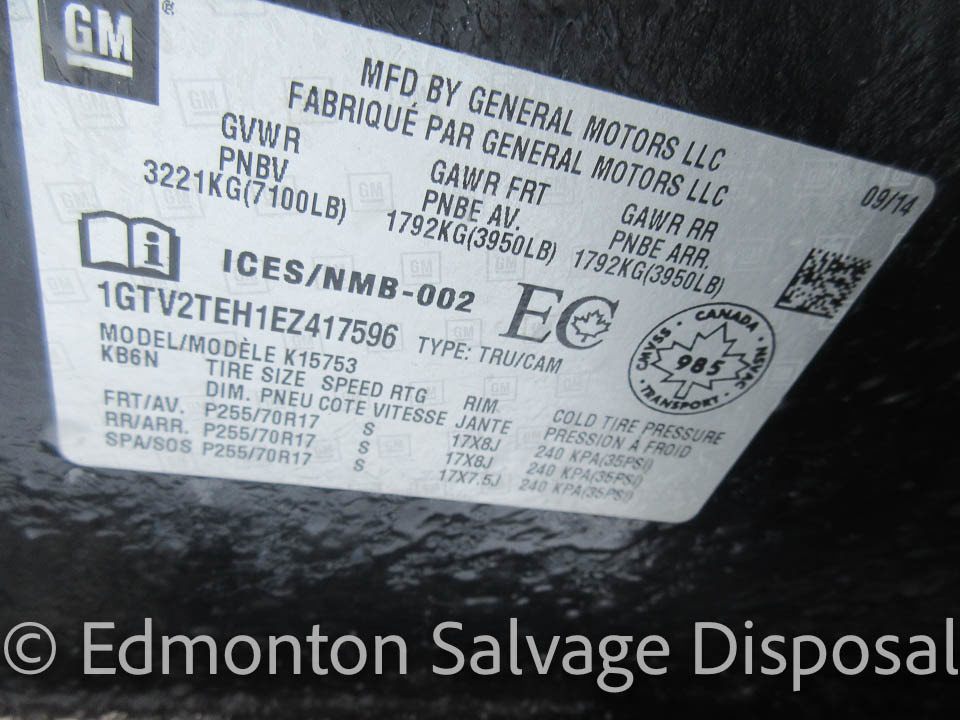 GM
MFD BY GENERAL MOTORS LLC
FABRIQUÉ PAR GENERAL MOTORS LLC
09/14
GVWR
PNBV
3221KG(7100LB)
GAWR FRT
PNBE AV.
1792KG(3950LB)
GAWR RR
PNBE ARR.
1792KG(3950LB)
ICES/NMB-002
EC
1GTV2TEH1EZ417596
TYPE: TRU/CAM
CMVSS · CANADA · NSVAC · TRANSPORT ·
985
MODEL/MODÈLE K15753
KB6N TIRE SIZE SPEED RTG RIM COLD TIRE PRESSURE
DIM. PNEU COTE VITESSE JANTE PRESSION A FROID
FRT/AV. P255/70R17 S 17X8J 240 KPA(35PSI)
RR/ARR. P255/70R17 S 17X8J 240 KPA(35PSI)
SPA/SOS P255/70R17 S 17X7.5J 240 KPA(35PSI)
© Edmonton Salvage Disposal